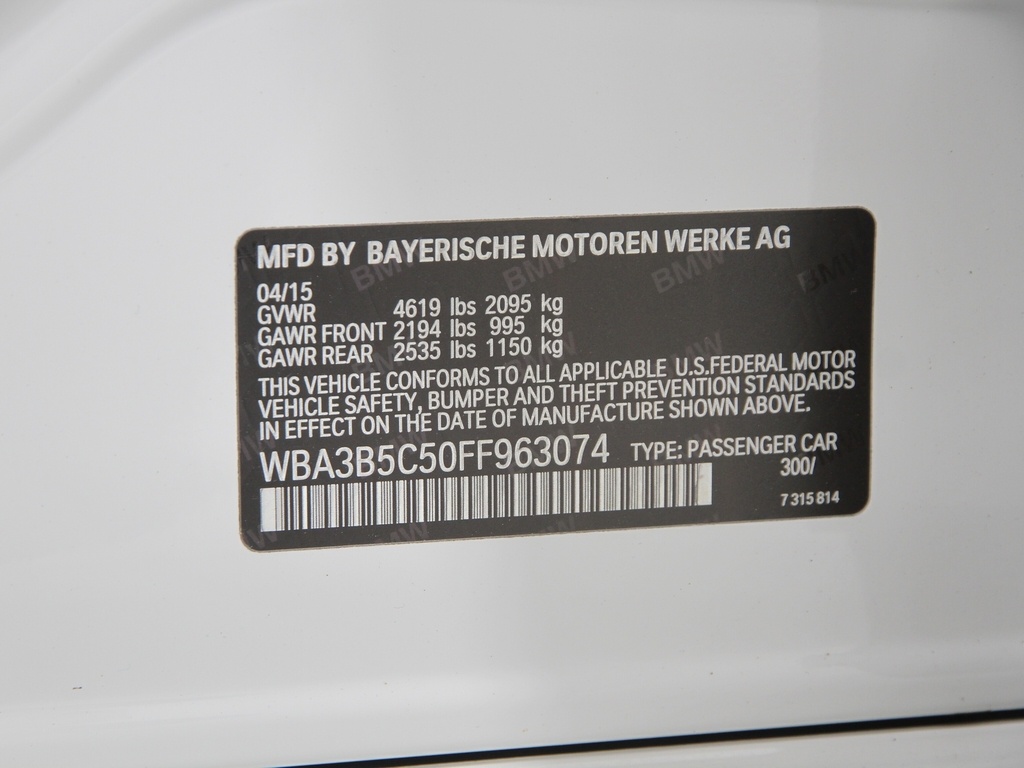 MFD BY BAYERISCHE MOTOREN WERKE AG
04/15
GVWR 4619 lbs 2095 kg
GAWR FRONT 2194 lbs 995 kg
GAWR REAR 2535 lbs 1150 kg
THIS VEHICLE CONFORMS TO ALL APPLICABLE U.S.FEDERAL MOTOR
VEHICLE SAFETY, BUMPER AND THEFT PREVENTION STANDARDS
IN EFFECT ON THE DATE OF MANUFACTURE SHOWN ABOVE.
WBA3B5C50FF963074 TYPE: PASSENGER CAR
300/
7 315 814